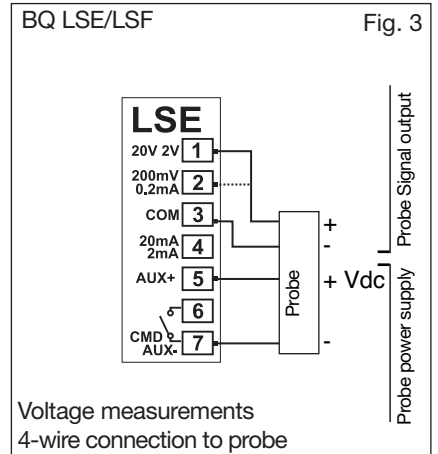 BQ LSE/LSF
Fig. 3
LSE
20V 2V 1
200mV
0.2mA 2
COM 3
20mA
2mA 4
AUX+ 5
6
CMD
AUX- 7
Probe
+
-
+ Vdc
-
Probe Signal output
Probe power supply
Voltage measurements
4-wire connection to probe